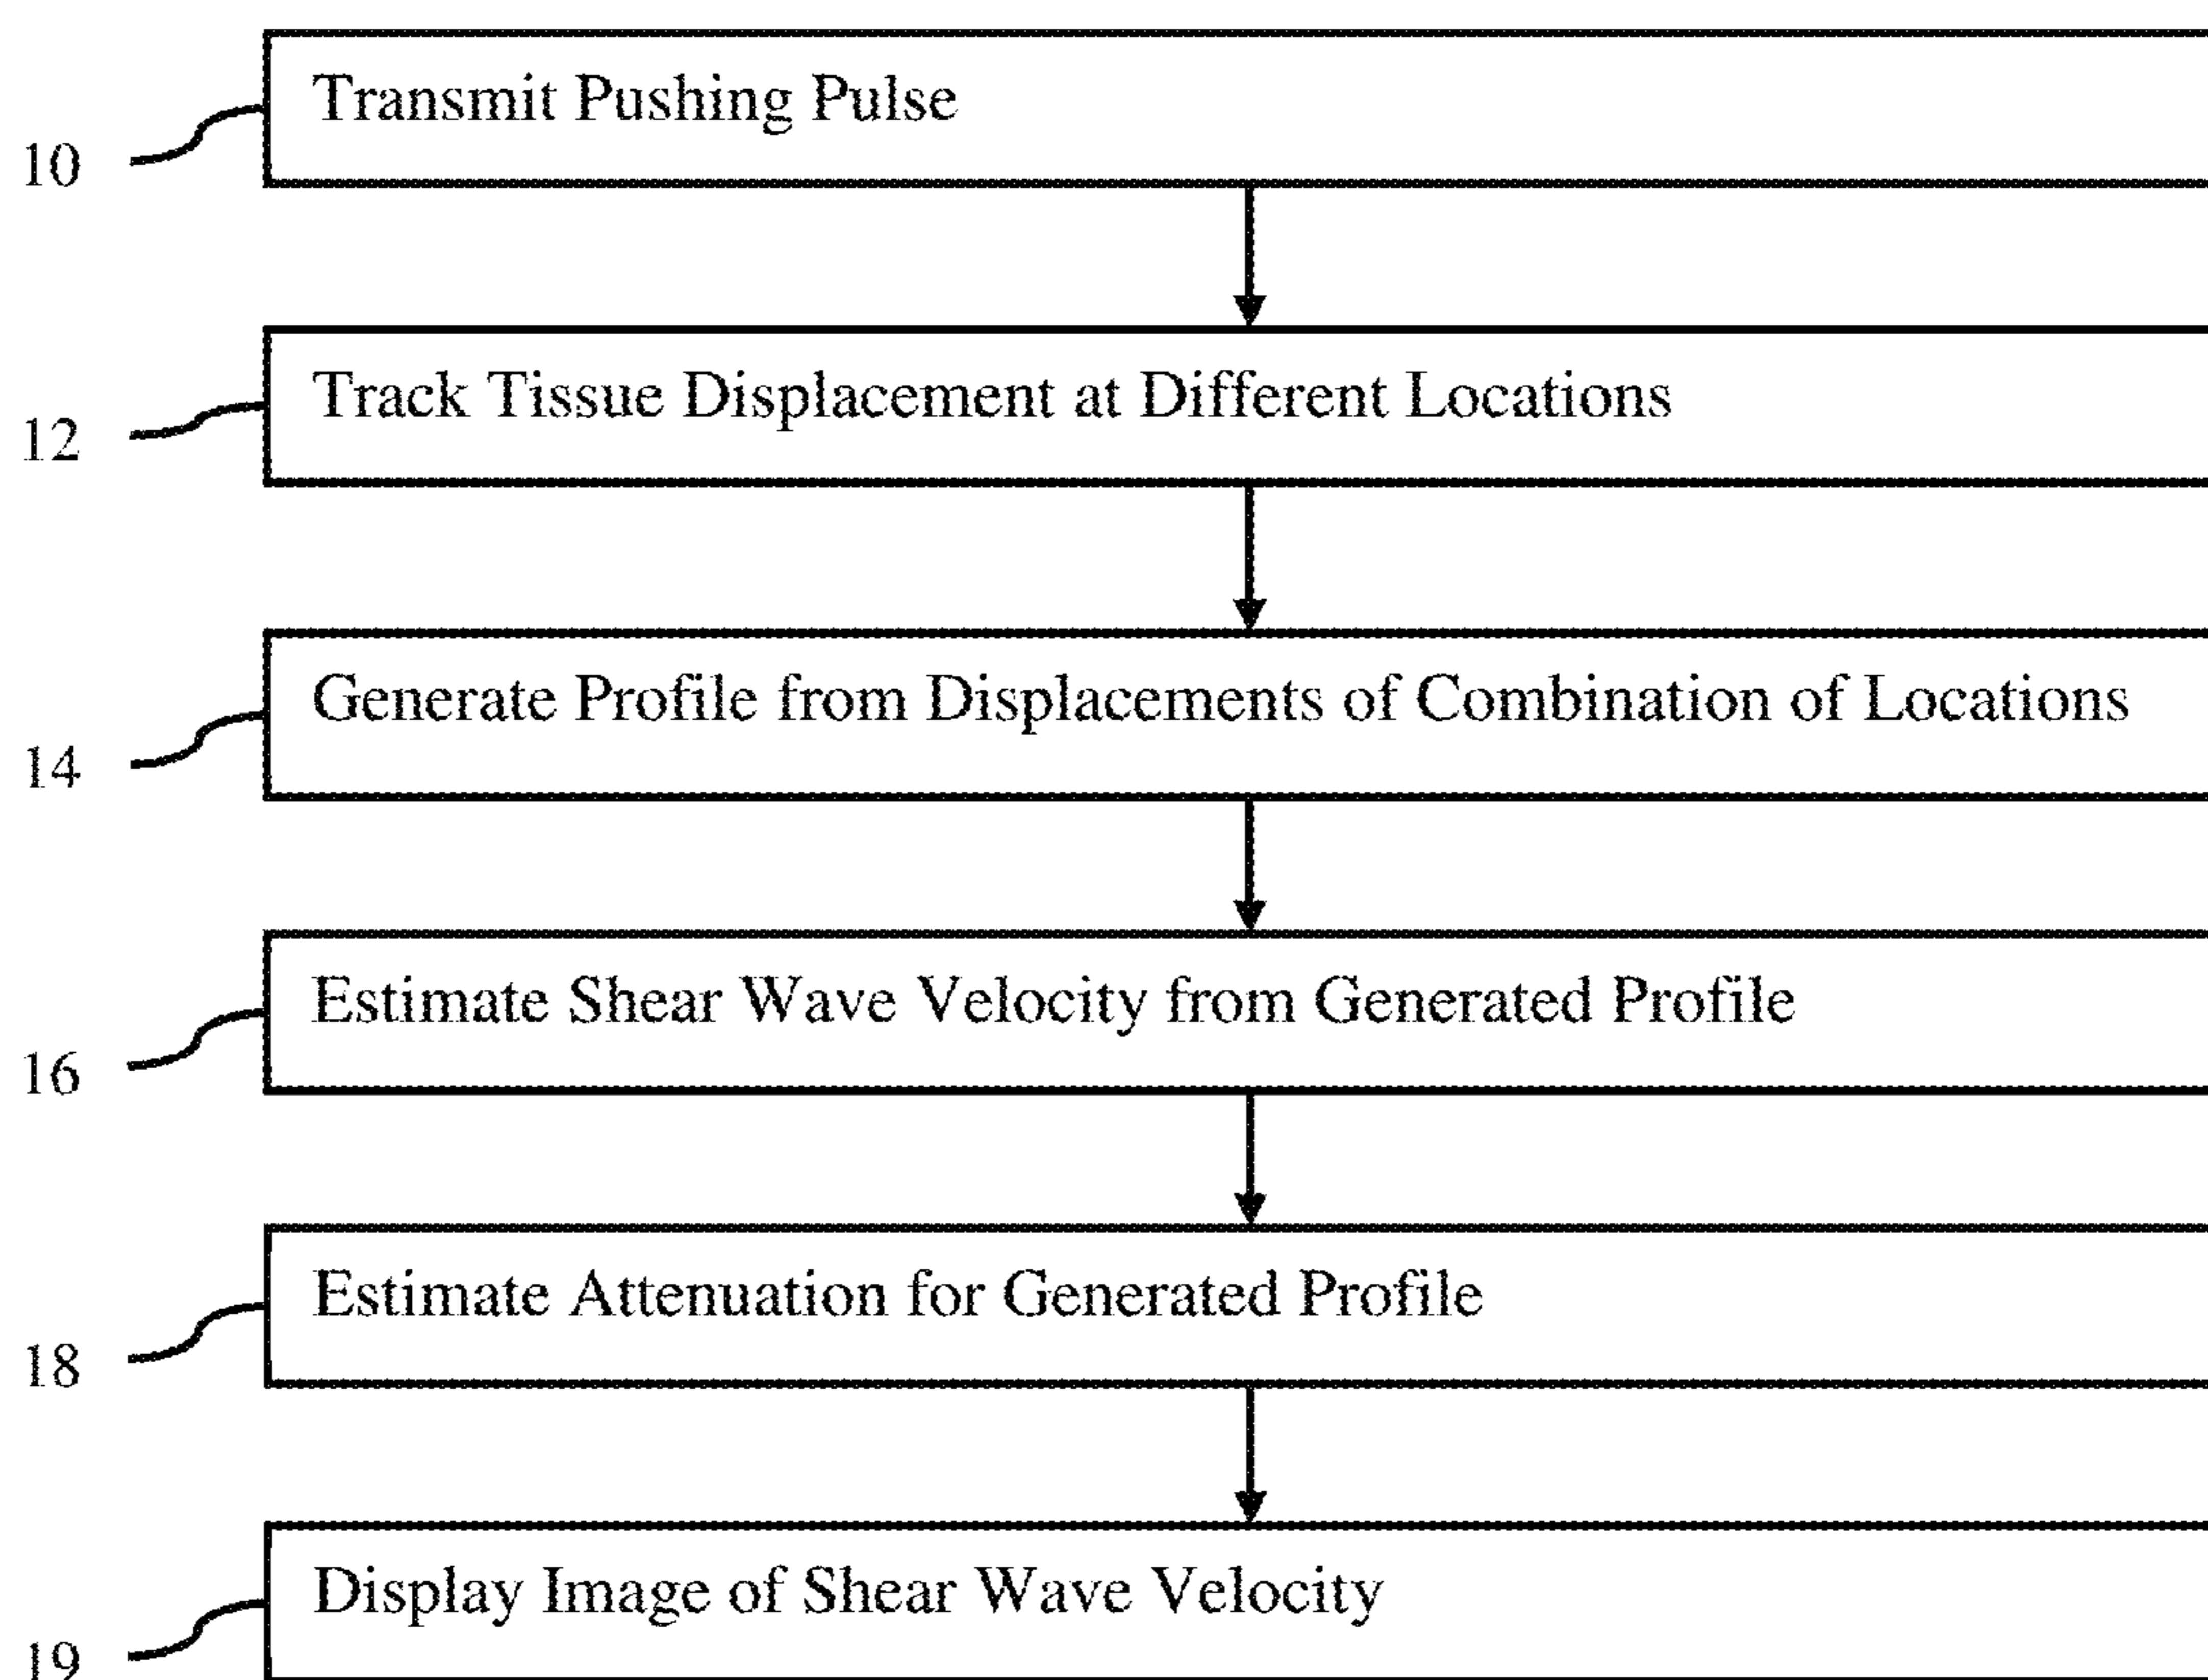 Transmit Pushing Pulse
10
Track Tissue Displacement at Different Locations
12
Generate Profile from Displacements of Combination of Locations
14
Estimate Shear Wave Velocity from Generated Profile
16
Estimate Attenuation for Generated Profile
18
Display Image of Shear Wave Velocity
19